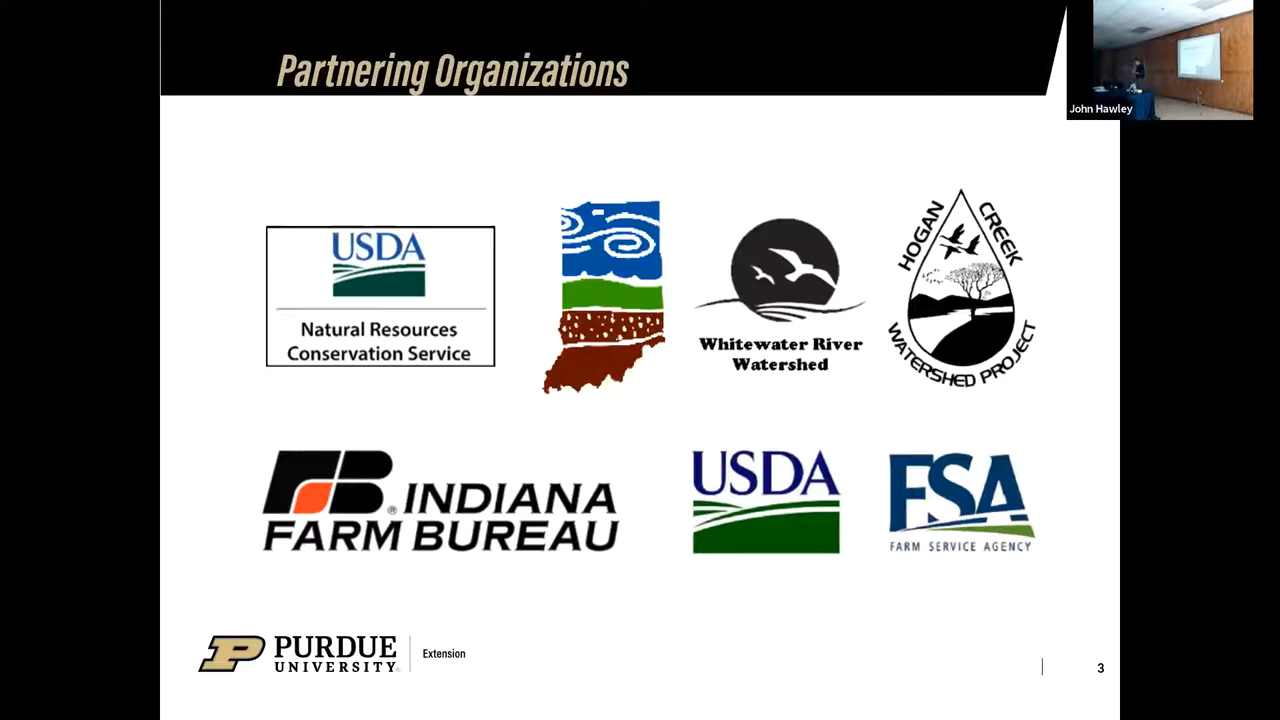 Partnering Organizations
John Hawley
USDA
Natural Resources
Conservation Service
Whitewater River
Watershed
HOGAN CREEK
WATERSHED PROJECT
FB® INDIANA
FARM BUREAU
USDA
FSA
FARM SERVICE AGENCY
P PURDUE
UNIVERSITY®
Extension
3